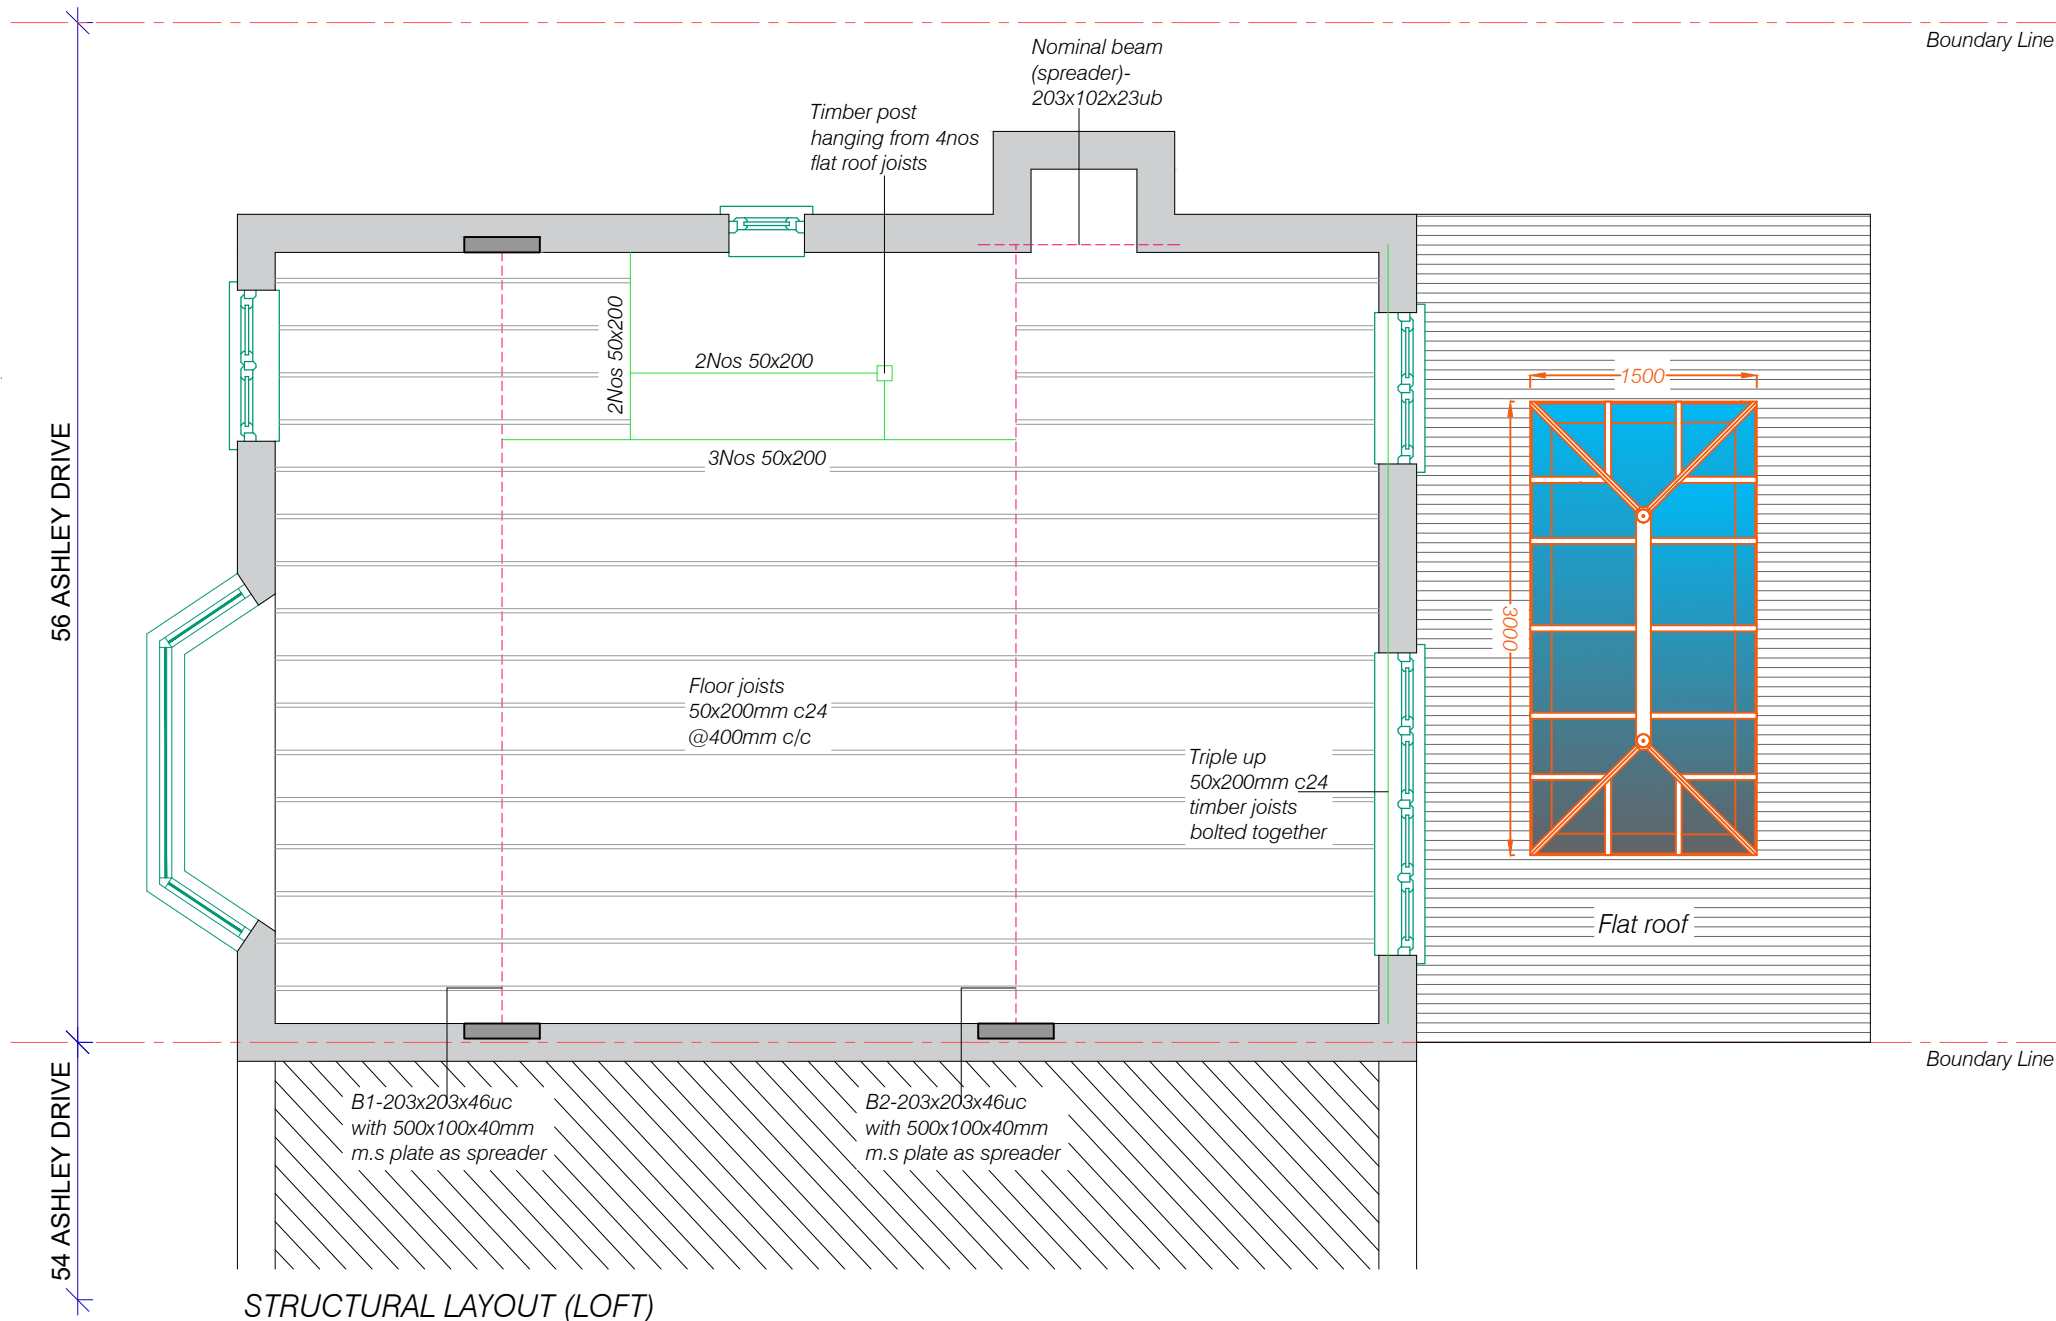 Boundary Line
Nominal beam
(spreader)-
203x102x23ub
Timber post
hanging from 4nos
flat roof joists
2Nos 50x200
2Nos 50x200
3Nos 50x200
1500
3000
56 ASHLEY DRIVE
Floor joists
50x200mm c24
@400mm c/c
Triple up
50x200mm c24
timber joists
bolted together
Flat roof
Boundary Line
54 ASHLEY DRIVE
B1-203x203x46uc
with 500x100x40mm
m.s plate as spreader
B2-203x203x46uc
with 500x100x40mm
m.s plate as spreader
STRUCTURAL LAYOUT (LOFT)